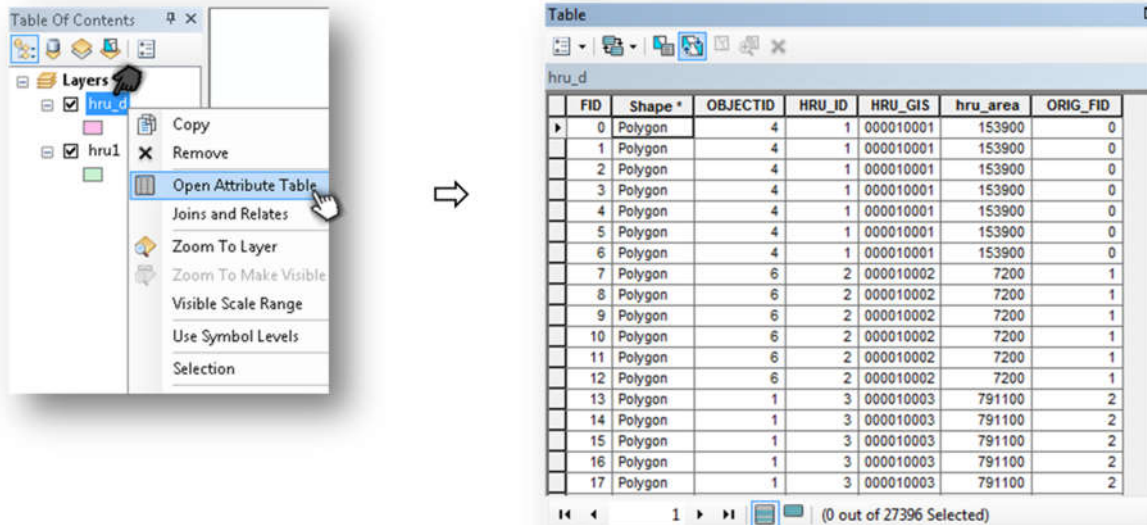 Table Of Contents
Layers
hru_d
hru1
Copy
Remove
Open Attribute Table
Joins and Relates
Zoom To Layer
Zoom To Make Visible
Visible Scale Range
Use Symbol Levels
Selection
Table
hru_d
FID Shape * OBJECTID HRU_ID HRU_GIS hru_area ORIG_FID
0 Polygon 4 1 000010001 153900 0
1 Polygon 4 1 000010001 153900 0
2 Polygon 4 1 000010001 153900 0
3 Polygon 4 1 000010001 153900 0
4 Polygon 4 1 000010001 153900 0
5 Polygon 4 1 000010001 153900 0
6 Polygon 4 1 000010001 153900 0
7 Polygon 6 2 000010002 7200 1
8 Polygon 6 2 000010002 7200 1
9 Polygon 6 2 000010002 7200 1
10 Polygon 6 2 000010002 7200 1
11 Polygon 6 2 000010002 7200 1
12 Polygon 6 2 000010002 7200 1
13 Polygon 1 3 000010003 791100 2
14 Polygon 1 3 000010003 791100 2
15 Polygon 1 3 000010003 791100 2
16 Polygon 1 3 000010003 791100 2
17 Polygon 1 3 000010003 791100 2
1 (0 out of 27396 Selected)